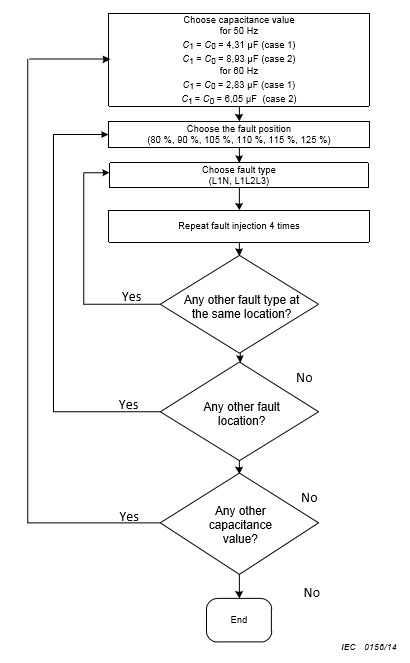 Choose capacitance value
for 50 Hz
C1 = C0 = 4,31 µF (case 1)
C1 = C0 = 8,93 µF (case 2)
for 60 Hz
C1 = C0 = 2,83 µF (case 1)
C1 = C0 = 6,05 µF (case 2)
Choose the fault position
(80 %, 90 %, 105 %, 110 %, 115 %, 125 %)
Choose fault type
(L1N, L1L2L3)
Repeat fault injection 4 times
Yes
Any other fault type at
the same location?
No
Yes
Any other fault
location?
No
Yes
Any other
capacitance
value?
No
End
IEC 0156/14